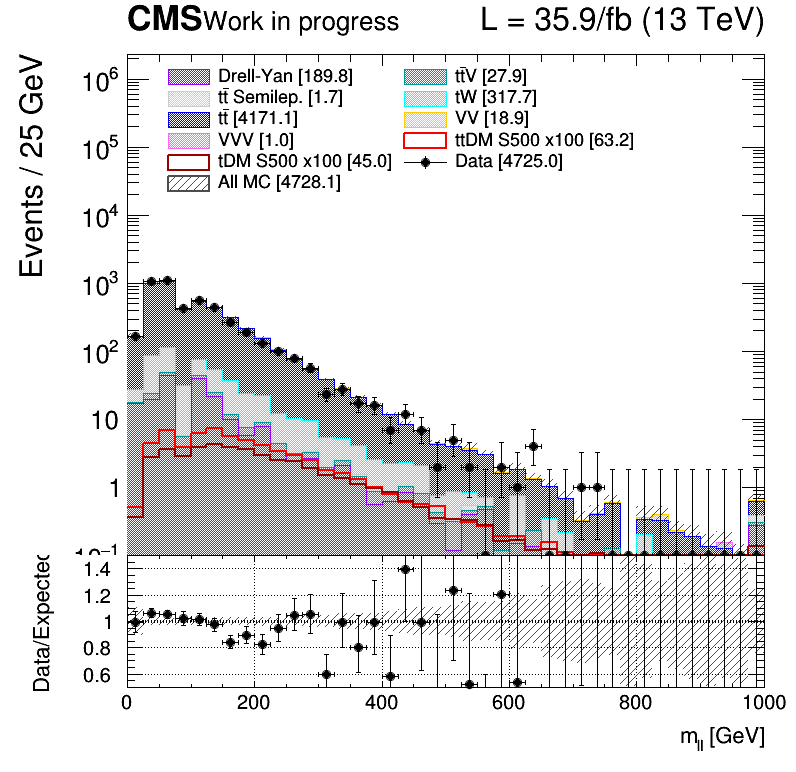 CMS Work in progress L = 35.9/fb (13 TeV)
Drell-Yan [189.8] tt̄V [27.9]
tt̄ Semilep. [1.7] tW [317.7]
tt̄ [4171.1] VV [18.9]
VVV [1.0] ttDM S500 x100 [63.2]
tDM S500 x100 [45.0] Data [4725.0]
All MC [4728.1]
Events / 25 GeV
10⁶
10⁵
10⁴
10³
10²
10
1
10⁻¹
Data/Expected
1.4
1.2
1
0.8
0.6
0 200 400 600 800 1000
m_ll [GeV]